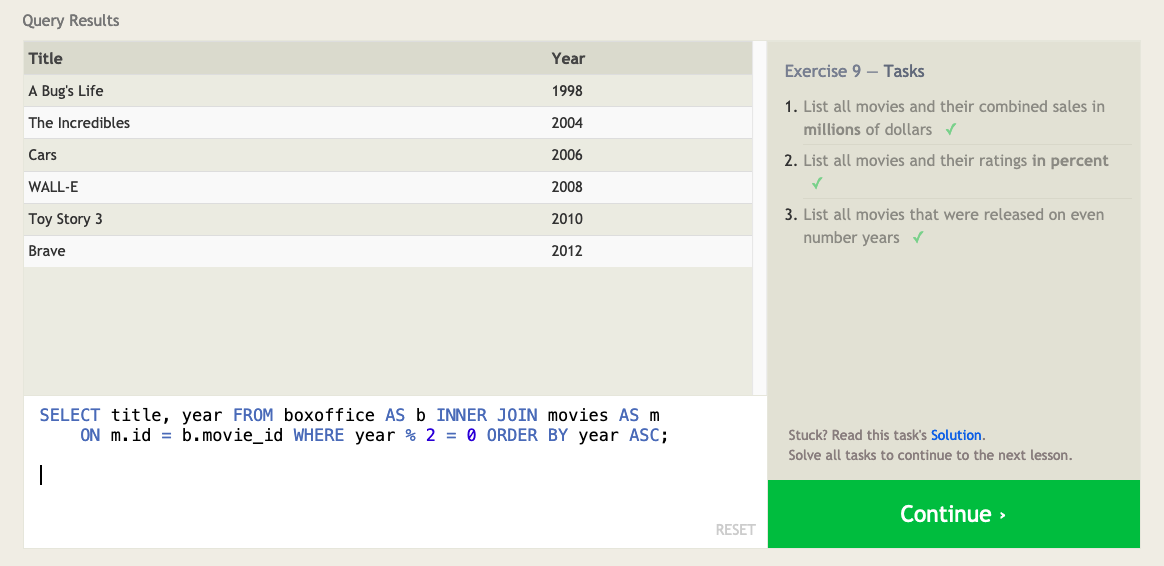 Query Results
Title Year
A Bug's Life 1998
The Incredibles 2004
Cars 2006
WALL-E 2008
Toy Story 3 2010
Brave 2012
SELECT title, year FROM boxoffice AS b INNER JOIN movies AS m
ON m.id = b.movie_id WHERE year % 2 = 0 ORDER BY year ASC;
RESET
Exercise 9 — Tasks
1. List all movies and their combined sales in
millions of dollars ✓
2. List all movies and their ratings in percent
✓
3. List all movies that were released on even
number years ✓
Stuck? Read this task's Solution.
Solve all tasks to continue to the next lesson.
Continue ›